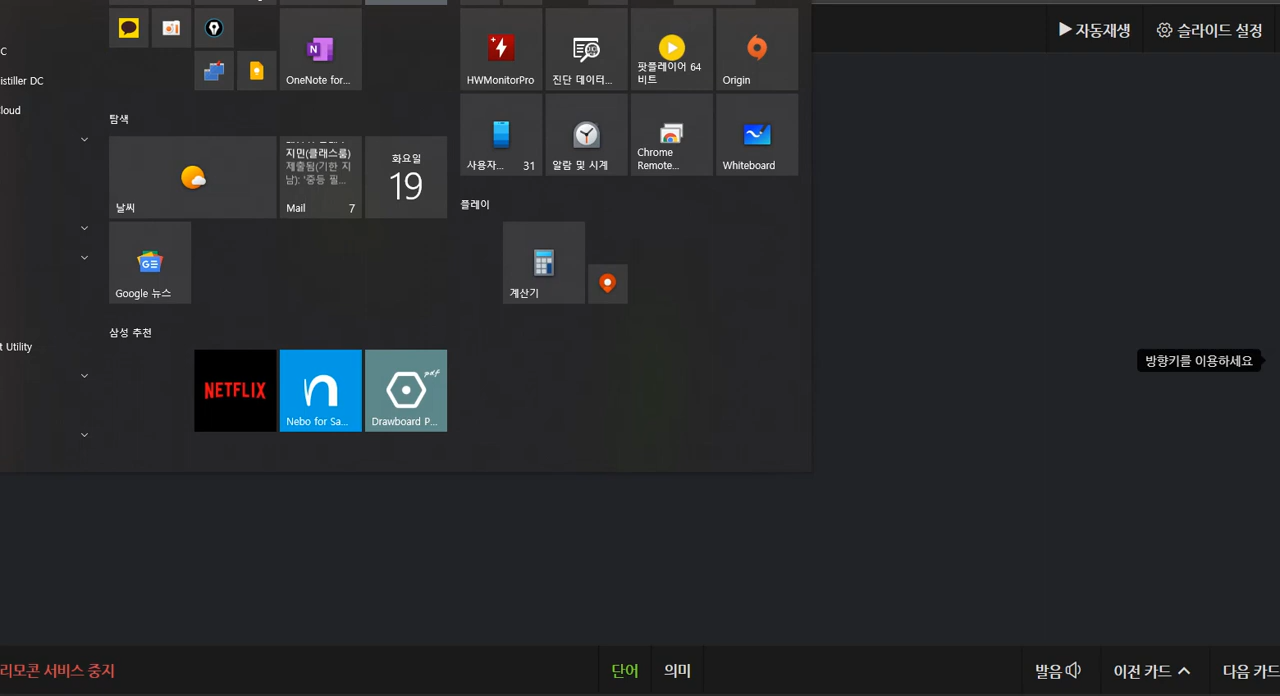 C
istiller DC
loud
t Utility
OneNote for...
탐색
날씨
지민(클래스룸)
제출됨(기한 지
남): '중등 필...
Mail 7
화요일
19
Google 뉴스
삼성 추천
NETFLIX
Nebo for Sa...
pdf
Drawboard P...
HWMonitorPro
진단 데이터...
팟플레이어 64
비트
Origin
사용자... 31
알람 및 시계
Chrome
Remote...
Whiteboard
플레이
계산기
자동재생
슬라이드 설정
방향키를 이용하세요
리모콘 서비스 중지
단어
의미
발음
이전 카드
다음 카드